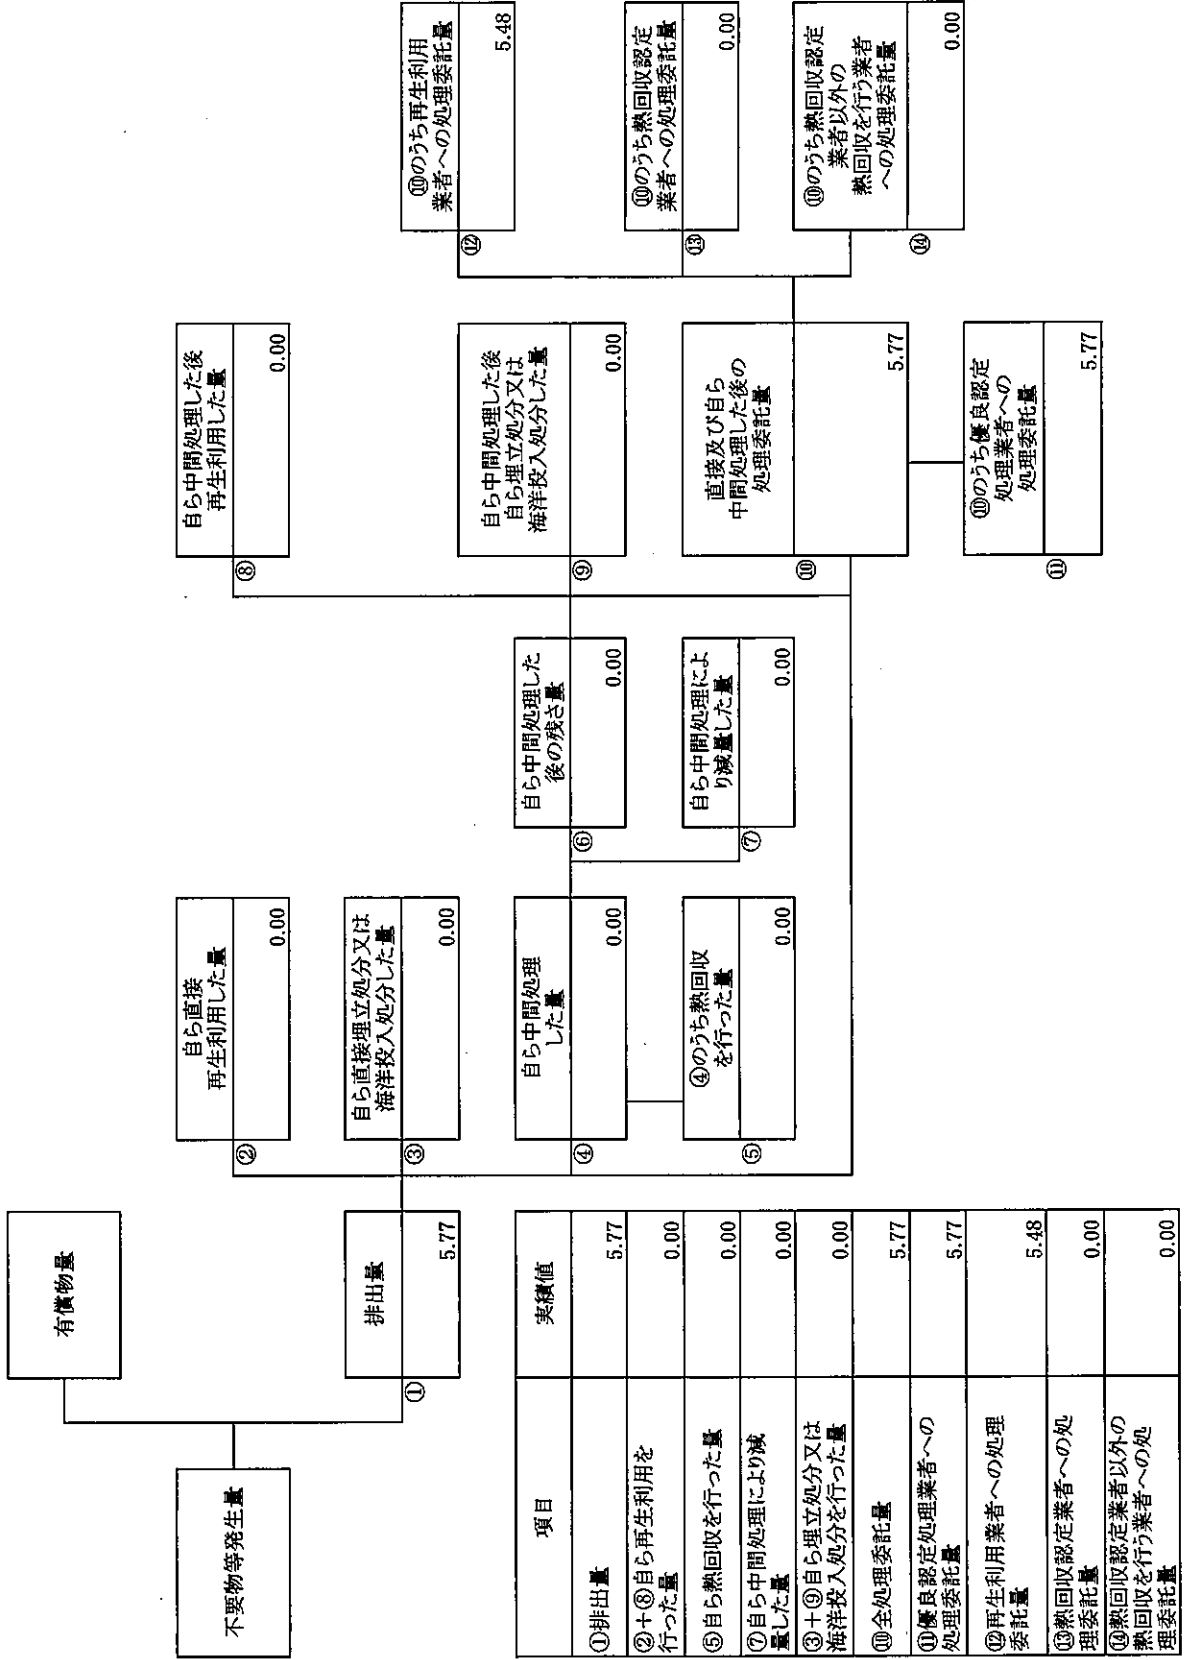 不要物等発生量
有償物量
排出量
①
5.77
自ら直接
再生利用した量
②
0.00
自ら直接埋立処分又は
海洋投入処分した量
③
0.00
自ら中間処理
した量
④
0.00
④のうち熱回収
を行った量
⑤
0.00
自ら中間処理した
後の残さ量
⑥
0.00
自ら中間処理によ
り減量した量
⑦
0.00
自ら中間処理した後
再生利用した量
⑧
0.00
自ら中間処理した後
自ら埋立処分又は
海洋投入処分した量
⑨
0.00
直接及び自ら
中間処理した後の
処理委託量
⑩
5.77
⑩のうち優良認定
処理業者への
処理委託量
⑪
5.77
⑩のうち再生利用
業者への処理委託量
⑫
5.48
⑩のうち熱回収認定
業者への処理委託量
⑬
0.00
⑩のうち熱回収認定
業者以外の
熱回収を行う業者
への処理委託量
⑭
0.00
項目 実績値
①排出量 5.77
②+⑧自ら再生利用を
行った量 0.00
⑤自ら熱回収を行った量 0.00
⑦自ら中間処理により減
量した量 0.00
③+⑨自ら埋立処分又は
海洋投入処分を行った量 0.00
⑩全処理委託量 5.77
⑪優良認定処理業者への
処理委託量 5.77
⑫再生利用業者への処理
委託量 5.48
⑬熱回収認定業者への処
理委託量 0.00
⑭熱回収認定業者以外の
熱回収を行う業者への処
理委託量 0.00